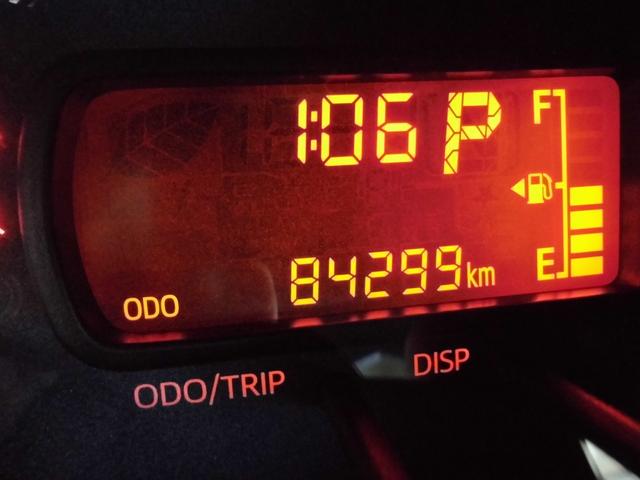 1:06 P
F
84299 km
E
ODO
ODO/TRIP
DISP